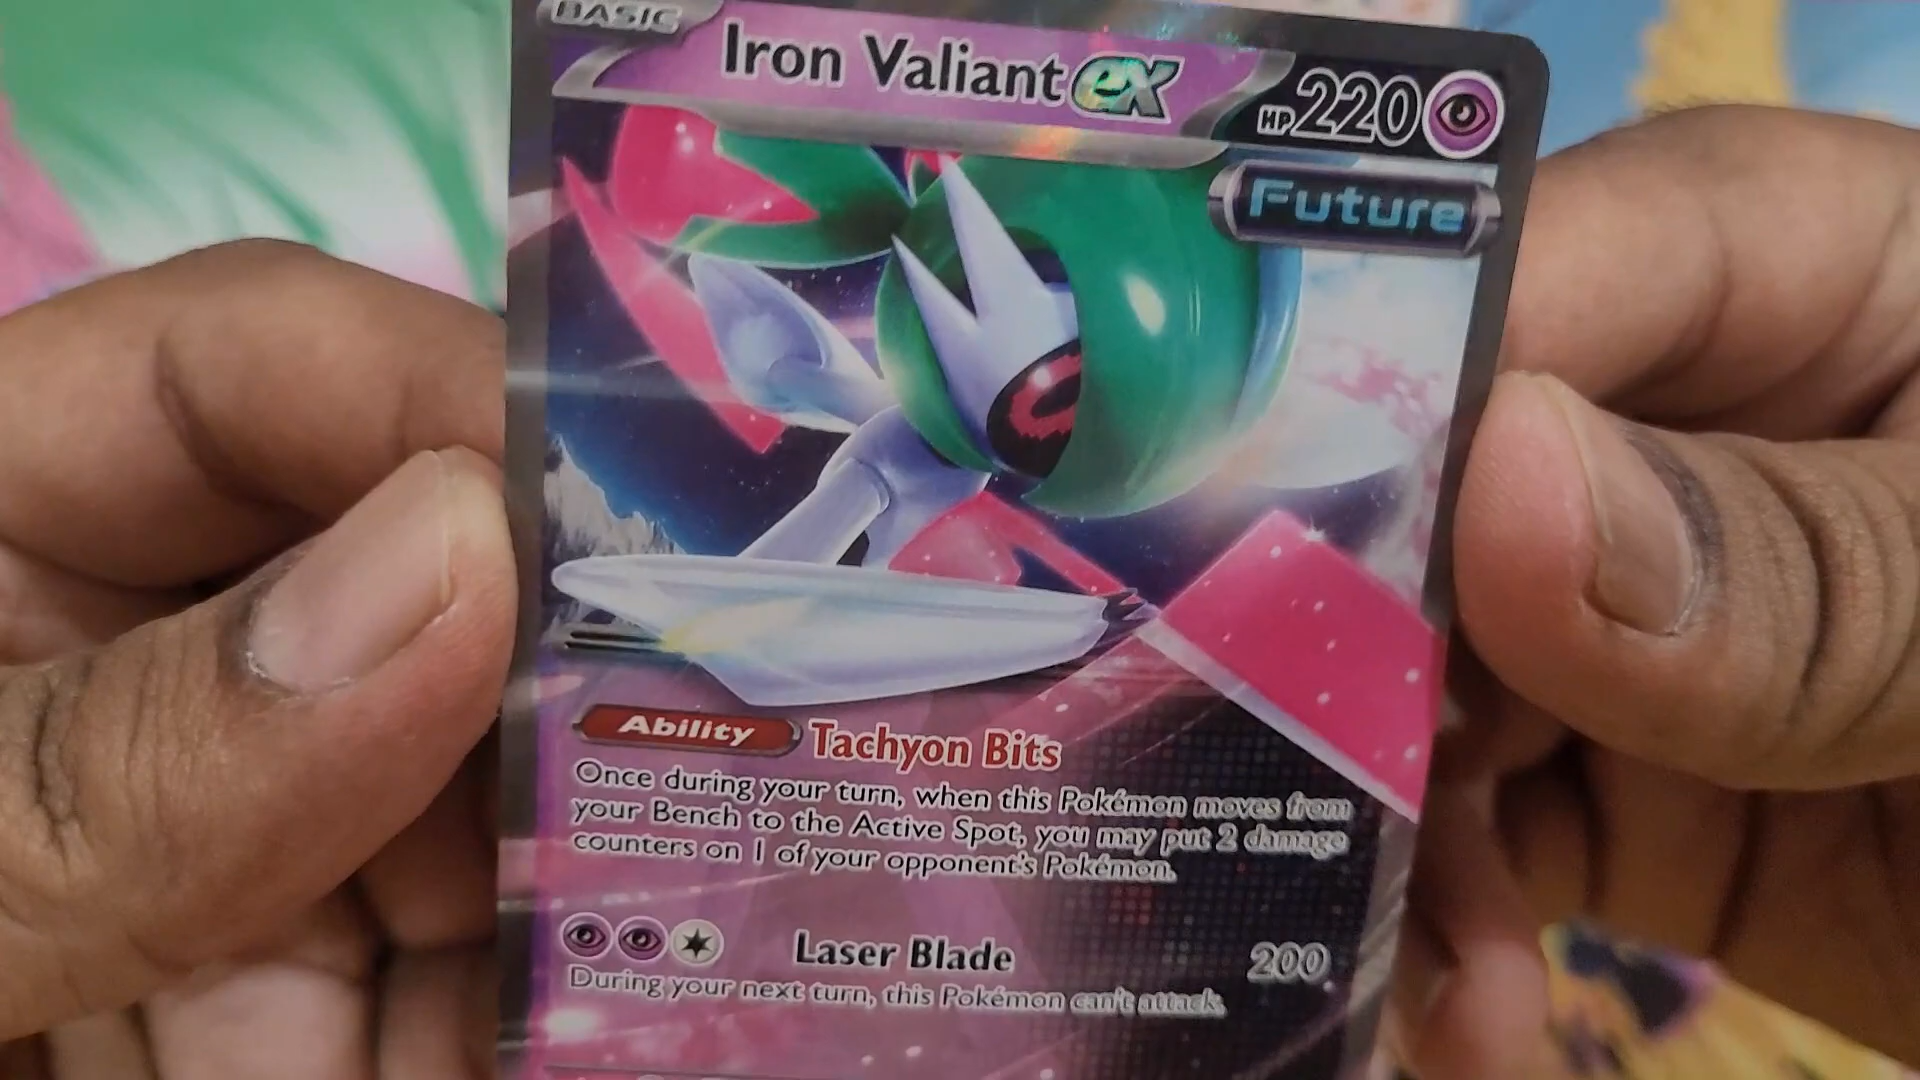 BASIC
Iron Valiant ex
HP 220
Future
Ability Tachyon Bits
Once during your turn, when this Pokémon moves from
your Bench to the Active Spot, you may put 2 damage
counters on 1 of your opponent's Pokémon.
Laser Blade 200
During your next turn, this Pokémon can't attack.